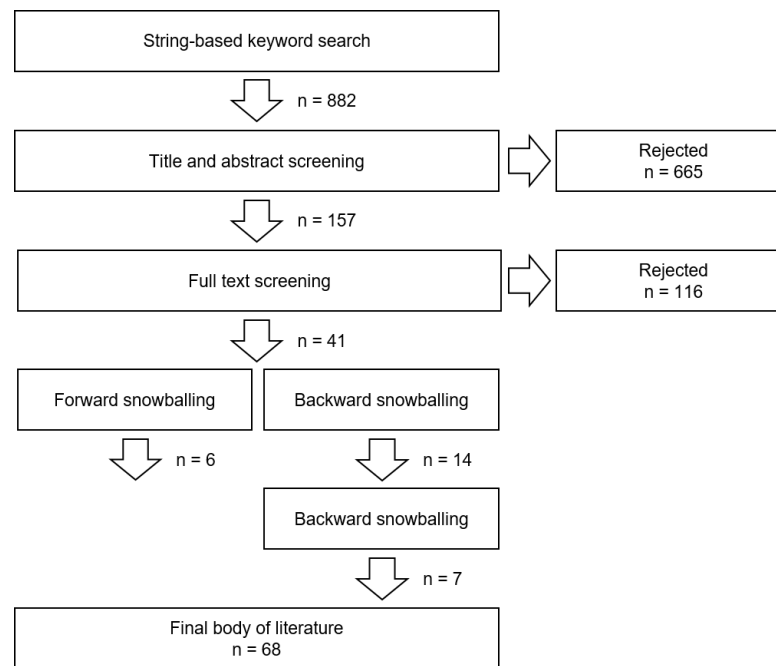 String-based keyword search
n = 882
Title and abstract screening
Rejected
n = 665
n = 157
Full text screening
Rejected
n = 116
n = 41
Forward snowballing
Backward snowballing
n = 6
n = 14
Backward snowballing
n = 7
Final body of literature
n = 68